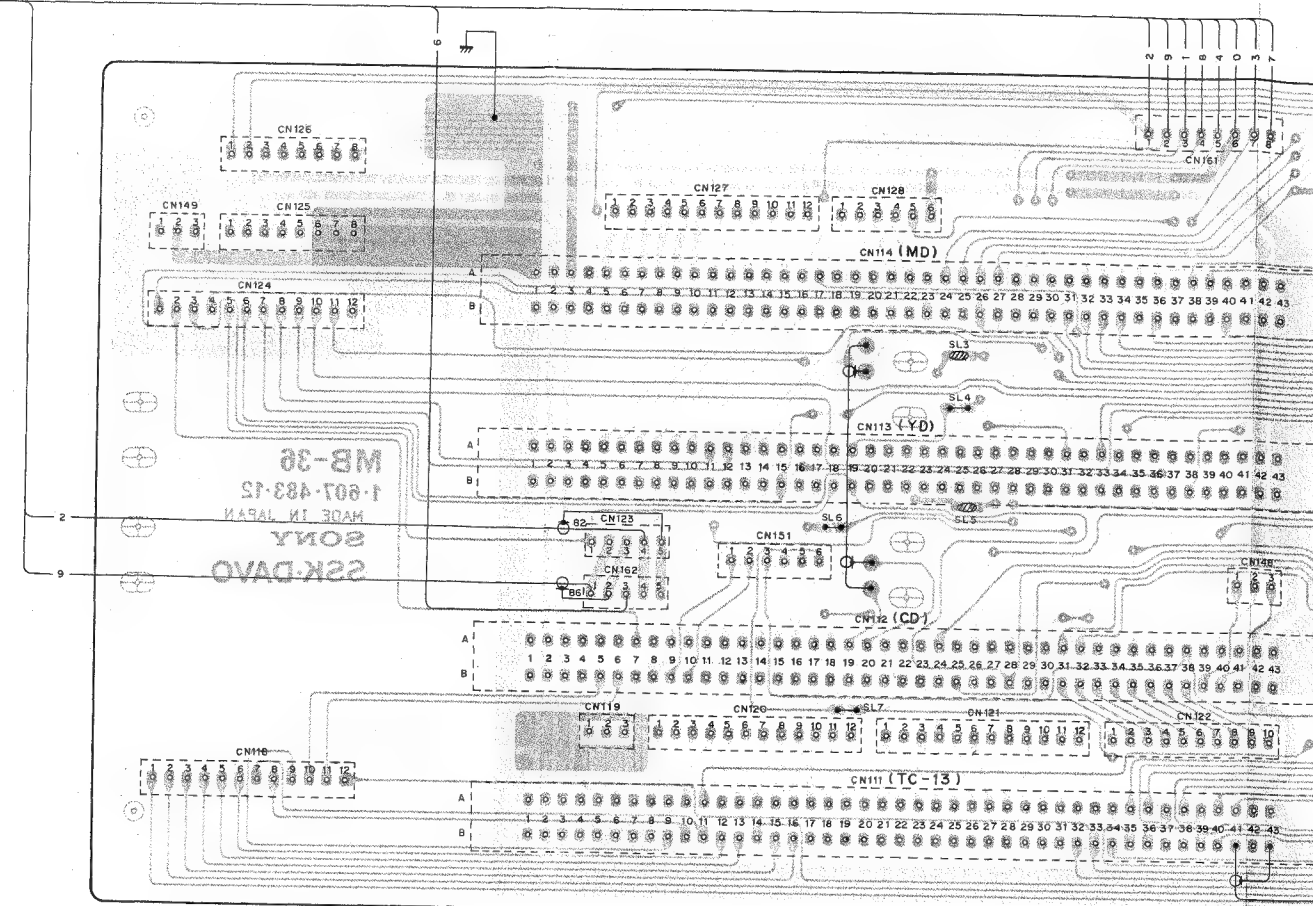 6
2 9 1 8 4 0 3 7
CN126
1 2 3 4 5 6 7 8
1 2 3 4 5 6 7 8
CN161
CN149
1 2 3
CN125
1 2 3 4 5 6 7 8
CN127
1 2 3 4 5 6 7 8 9 10 11 12
CN128
1 2 3 4 5 6
CN114 (MD)
A
1 2 3 4 5 6 7 8 9 10 11 12 13 14 15 16 17 18 19 20 21 22 23 24 25 26 27 28 29 30 31 32 33 34 35 36 37 38 39 40 41 42 43
B
CN124
1 2 3 4 5 6 7 8 9 10 11 12
SL3
SL4
CN113 (YD)
A
1 2 3 4 5 6 7 8 9 10 11 12 13 14 15 16 17 18 19 20 21 22 23 24 25 26 27 28 29 30 31 32 33 34 35 36 37 38 39 40 41 42 43
B
MB-36
1-607-483-12
MADE IN JAPAN
SONY
SSK-DAVO
2
82
CN123
1 2 3 4 5
SL6
SL5
CN151
1 2 3 4 5 6
CN148
1 2 3
9
86
CN162
1 2 3 4 5
CN112 (CD)
A
1 2 3 4 5 6 7 8 9 10 11 12 13 14 15 16 17 18 19 20 21 22 23 24 25 26 27 28 29 30 31 32 33 34 35 36 37 38 39 40 41 42 43
B
CN119
1 2 3
CN120
1 2 3 4 5 6 7 8 9 10 11 12
SL7
CN121
1 2 3 4 5 6 7 8 9 10 11 12
CN122
1 2 3 4 5 6 7 8 9 10
CN118
1 2 3 4 5 6 7 8 9 10 11 12
CN111 (TC-13)
A
1 2 3 4 5 6 7 8 9 10 11 12 13 14 15 16 17 18 19 20 21 22 23 24 25 26 27 28 29 30 31 32 33 34 35 36 37 38 39 40 41 42 43
B